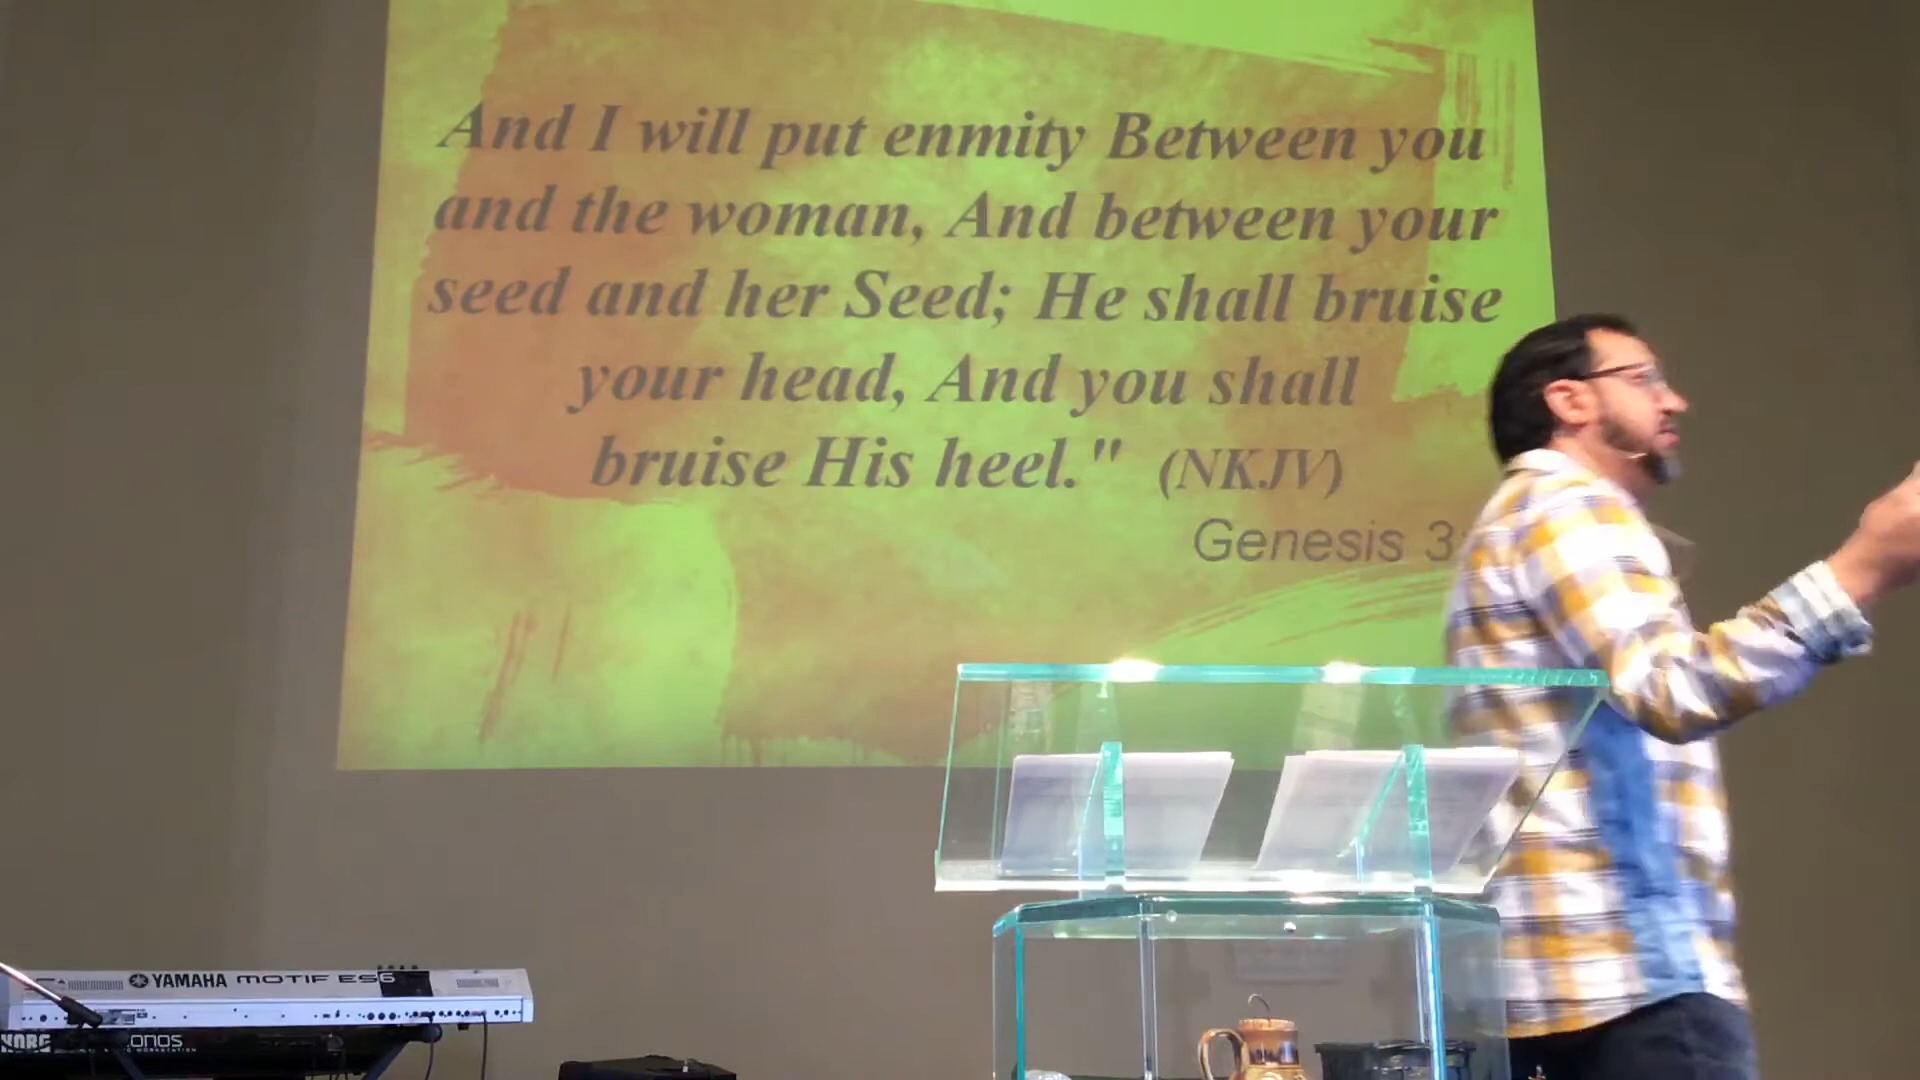 And I will put enmity Between you
and the woman, And between your
seed and her Seed; He shall bruise
your head, And you shall
bruise His heel." (NKJV)
Genesis 3:
YAMAHA MOTIF ES6
KORG